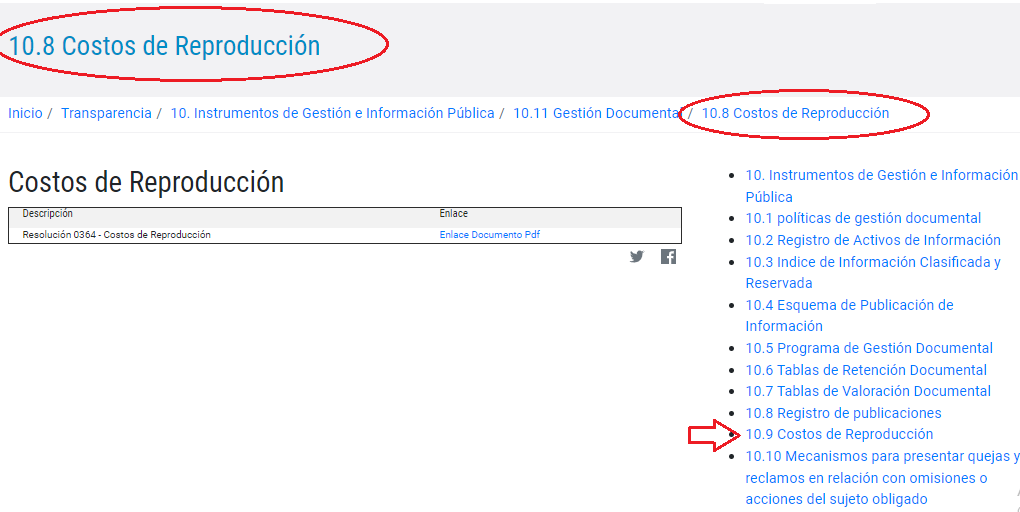 10.8 Costos de Reproducción
Inicio / Transparencia / 10. Instrumentos de Gestión e Información Pública / 10.11 Gestión Documental / 10.8 Costos de Reproducción
Costos de Reproducción
Descripción Enlace
Resolución 0364 - Costos de Reproducción Enlace Documento Pdf
10. Instrumentos de Gestión e Información
Pública
10.1 políticas de gestión documental
10.2 Registro de Activos de Información
10.3 Indice de Información Clasificada y
Reservada
10.4 Esquema de Publicación de
Información
10.5 Programa de Gestión Documental
10.6 Tablas de Retención Documental
10.7 Tablas de Valoración Documental
10.8 Registro de publicaciones
10.9 Costos de Reproducción
10.10 Mecanismos para presentar quejas y
reclamos en relación con omisiones o
acciones del sujeto obligado